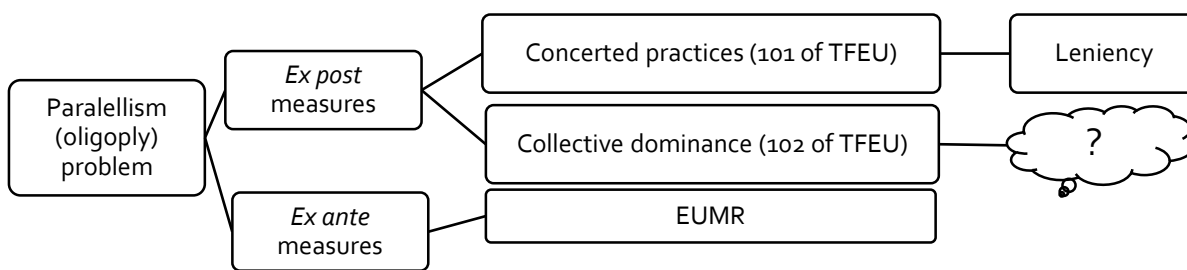 Paralellism
(oligoply)
problem
Ex post
measures
Ex ante
measures
Concerted practices (101 of TFEU)
Collective dominance (102 of TFEU)
EUMR
Leniency
?